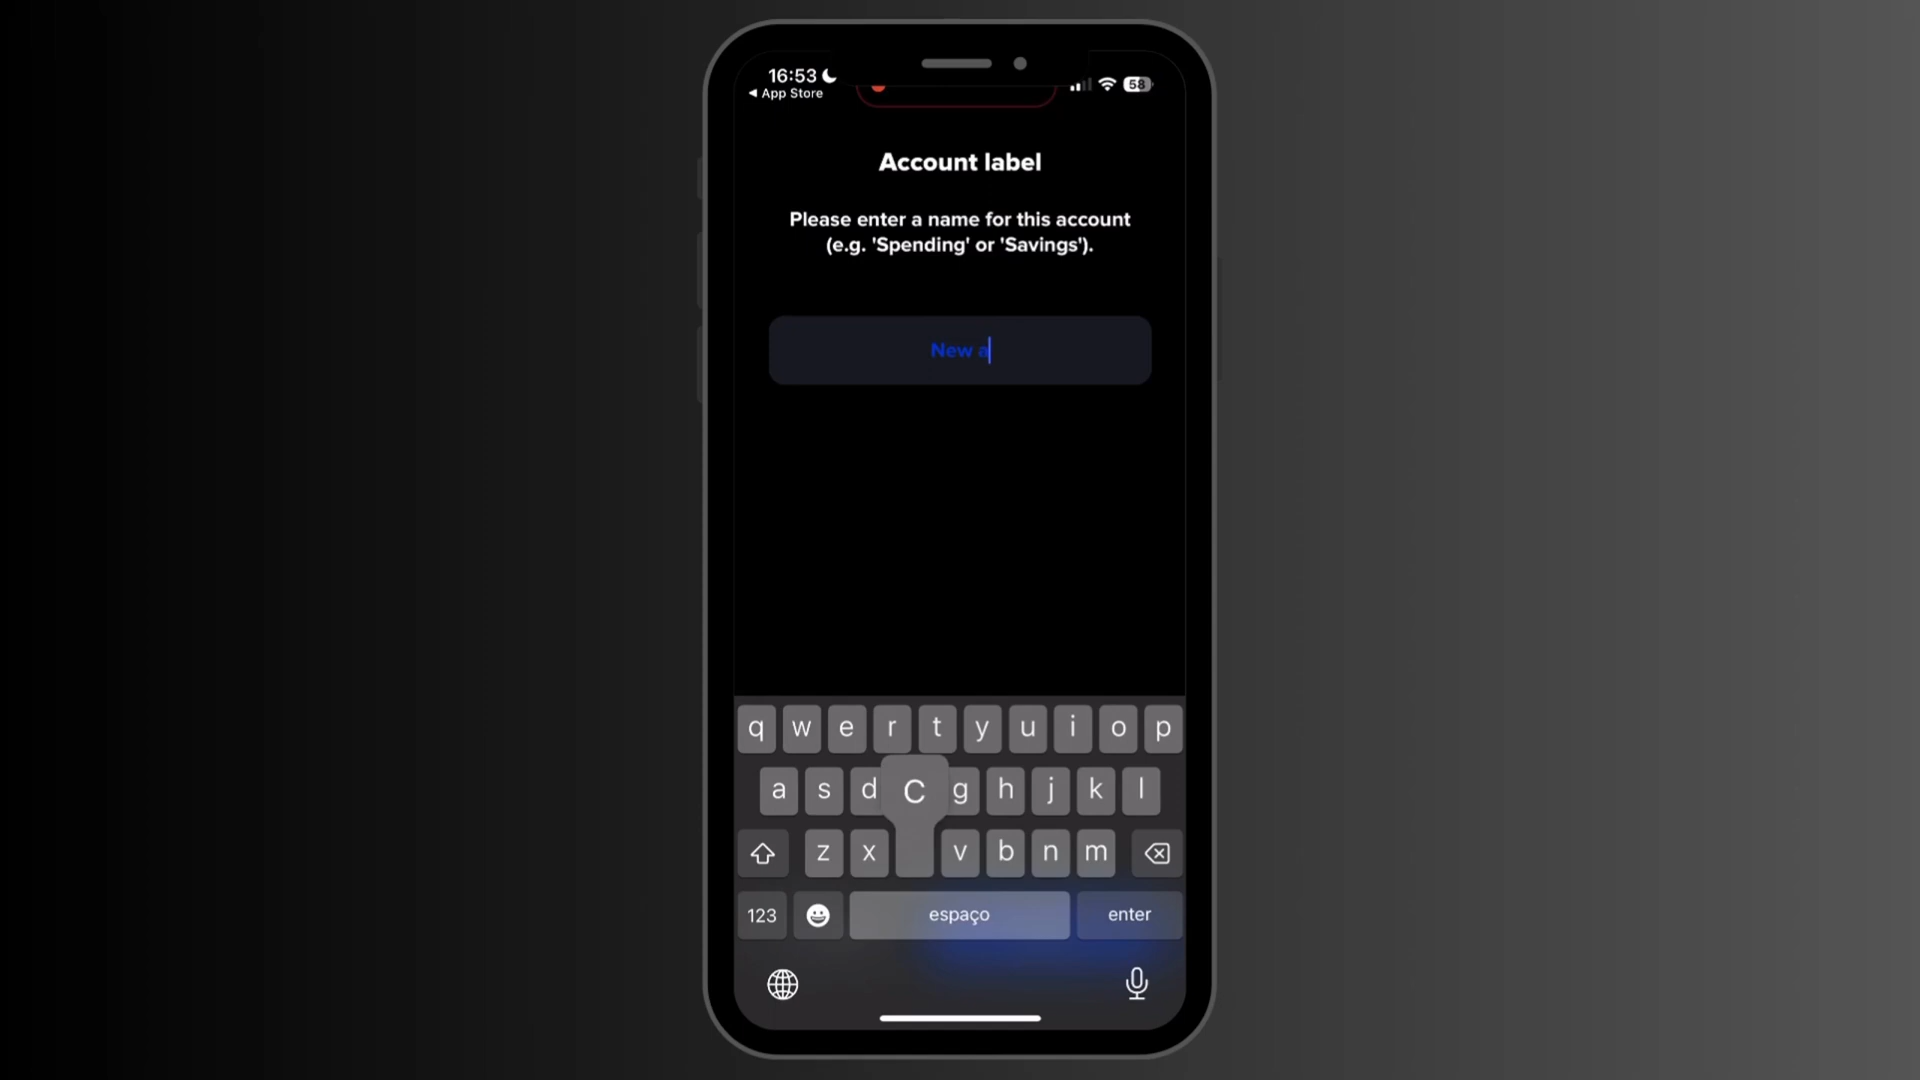 16:53
◀ App Store
58
Account label
Please enter a name for this account
(e.g. 'Spending' or 'Savings').
New a
q w e r t y u i o p
a s d C g h j k l
z x v b n m
123 espaço enter